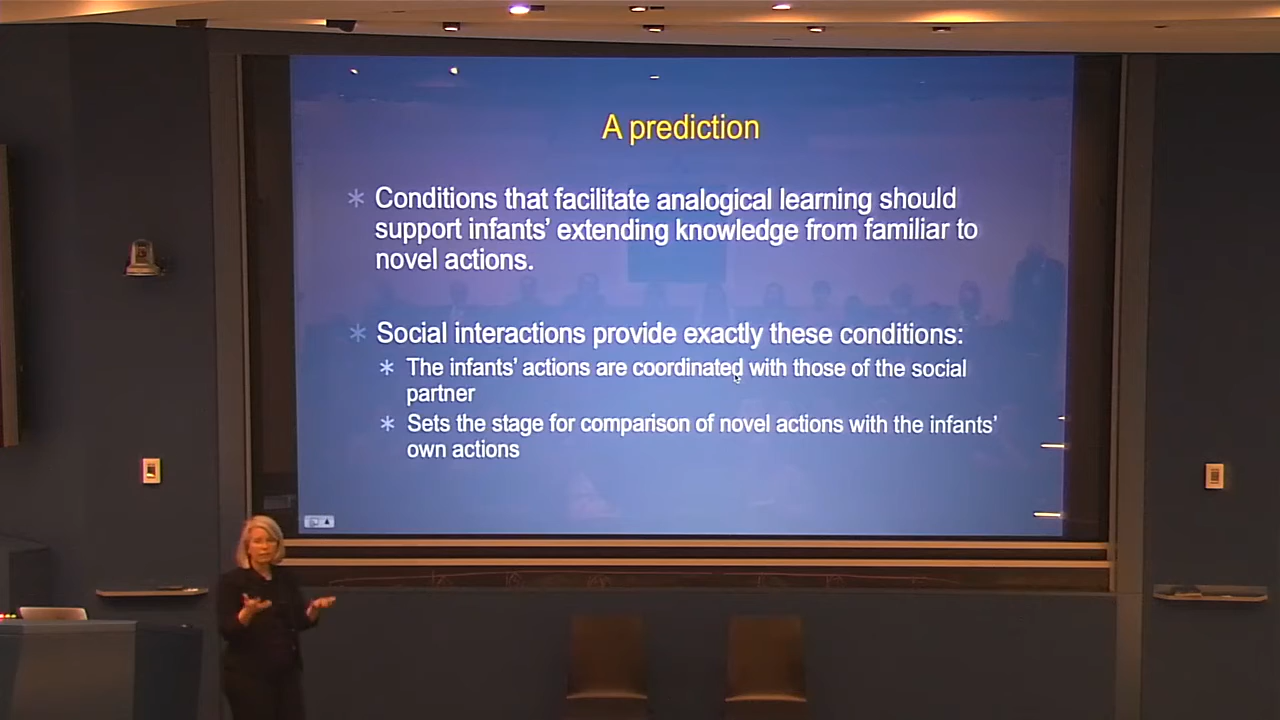 A prediction
Conditions that facilitate analogical learning should
support infants’ extending knowledge from familiar to
novel actions.
Social interactions provide exactly these conditions:
The infants’ actions are coordinated with those of the social
partner
Sets the stage for comparison of novel actions with the infants’
own actions